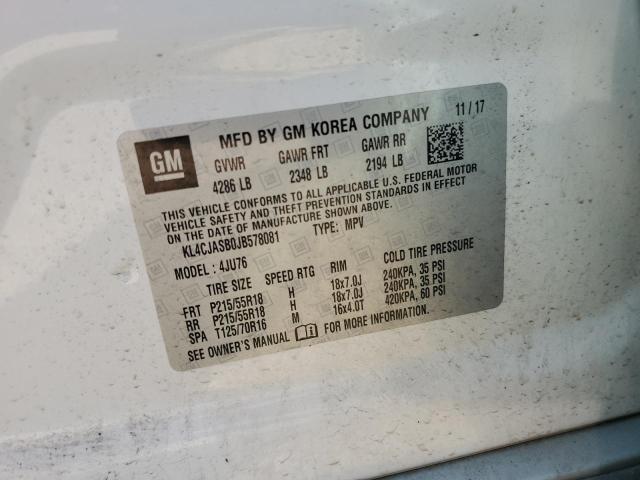 GM
MFD BY GM KOREA COMPANY 11/17
GVWR GAWR FRT GAWR RR
4286 LB 2348 LB 2194 LB
THIS VEHICLE CONFORMS TO ALL APPLICABLE U.S. FEDERAL MOTOR
VEHICLE SAFETY AND THEFT PREVENTION STANDARDS IN EFFECT
ON THE DATE OF MANUFACTURE SHOWN ABOVE.
KL4CJASB0JB578081 TYPE: MPV
MODEL: 4JU76
TIRE SIZE SPEED RTG RIM COLD TIRE PRESSURE
FRT P215/55R18 H 18x7.0J 240KPA, 35 PSI
RR P215/55R18 H 18x7.0J 240KPA, 35 PSI
SPA T125/70R16 M 16x4.0T 420KPA, 60 PSI
SEE OWNER'S MANUAL FOR MORE INFORMATION.